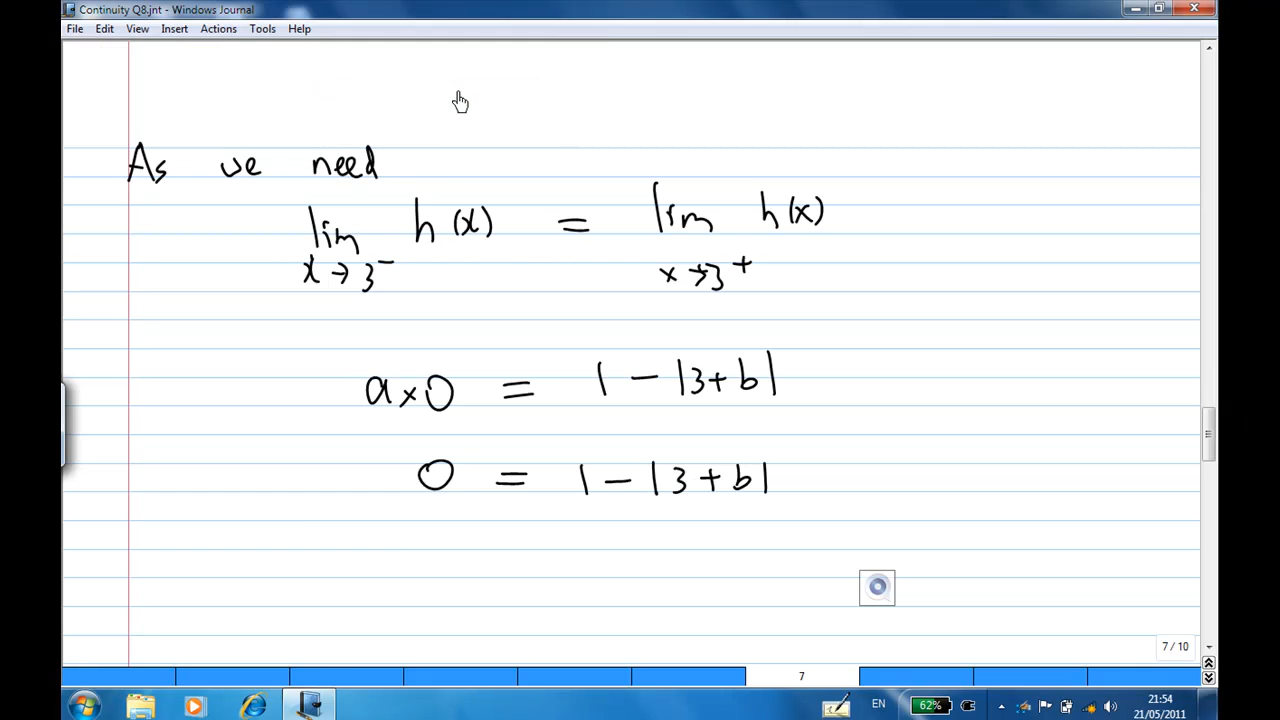 Continuity Q8.jnt - Windows Journal
File Edit View Insert Actions Tools Help
As we need
lim h(x) = lim h(x)
x → 3⁻ x → 3⁺
a × 0 = 1 - |3 + b|
0 = 1 - |3 + b|
7 / 10
7
EN 62% 21:54
21/05/2011